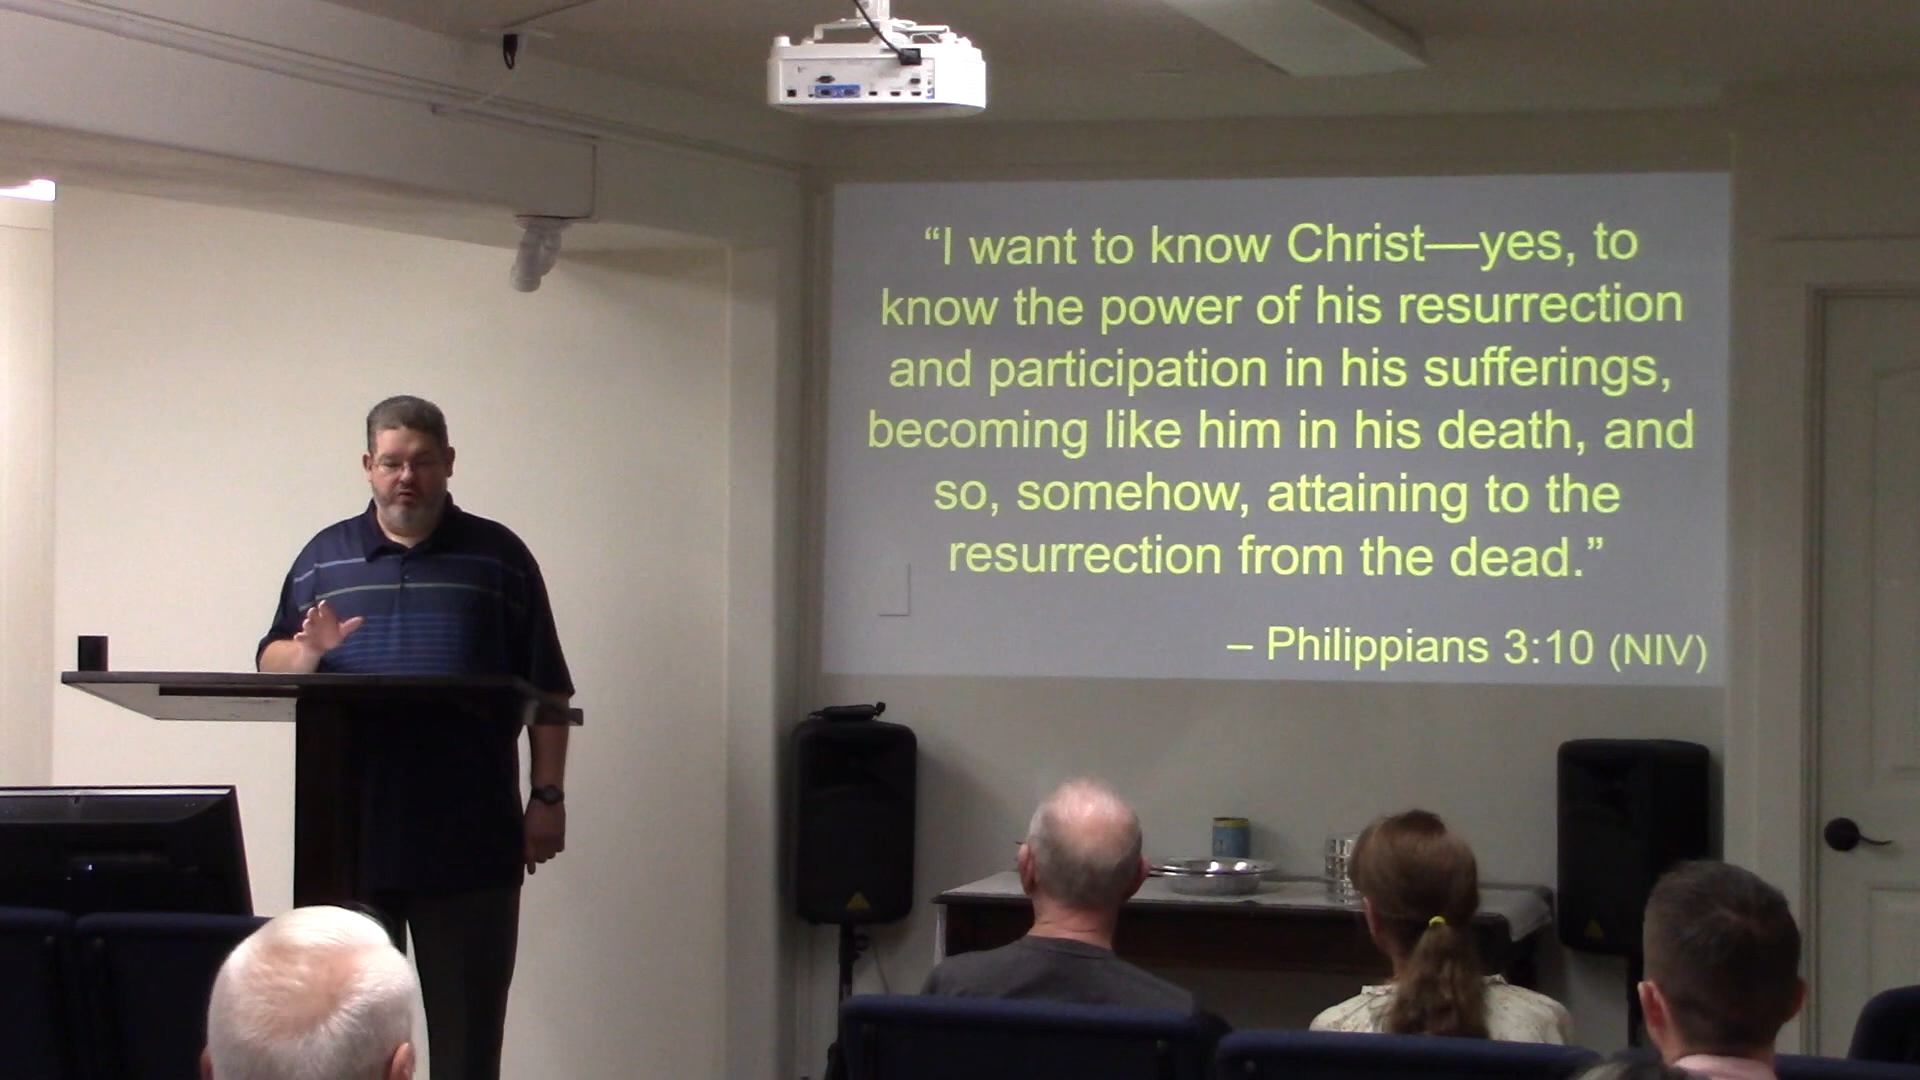 “I want to know Christ—yes, to
know the power of his resurrection
and participation in his sufferings,
becoming like him in his death, and
so, somehow, attaining to the
resurrection from the dead.”
– Philippians 3:10 (NIV)